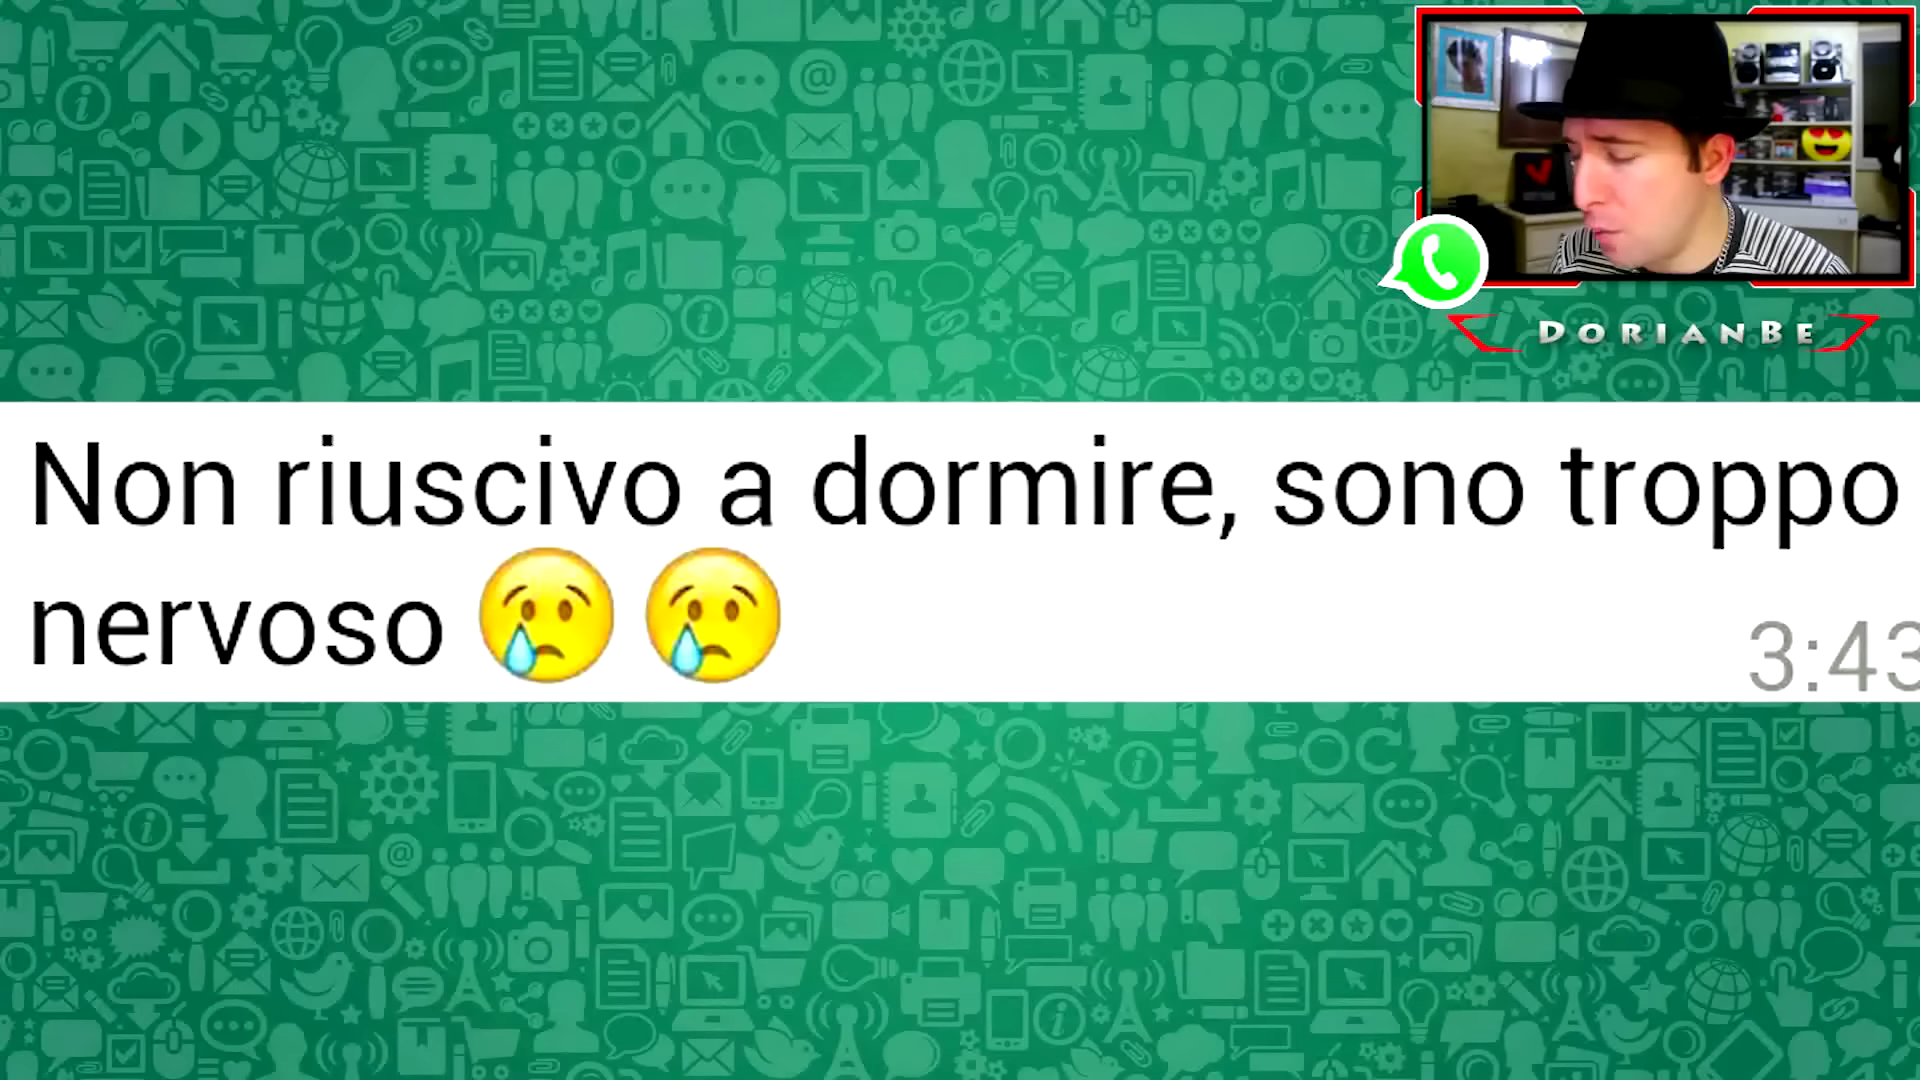 DORIANBE
Non riuscivo a dormire, sono troppo
nervoso 😢 😢
3:43